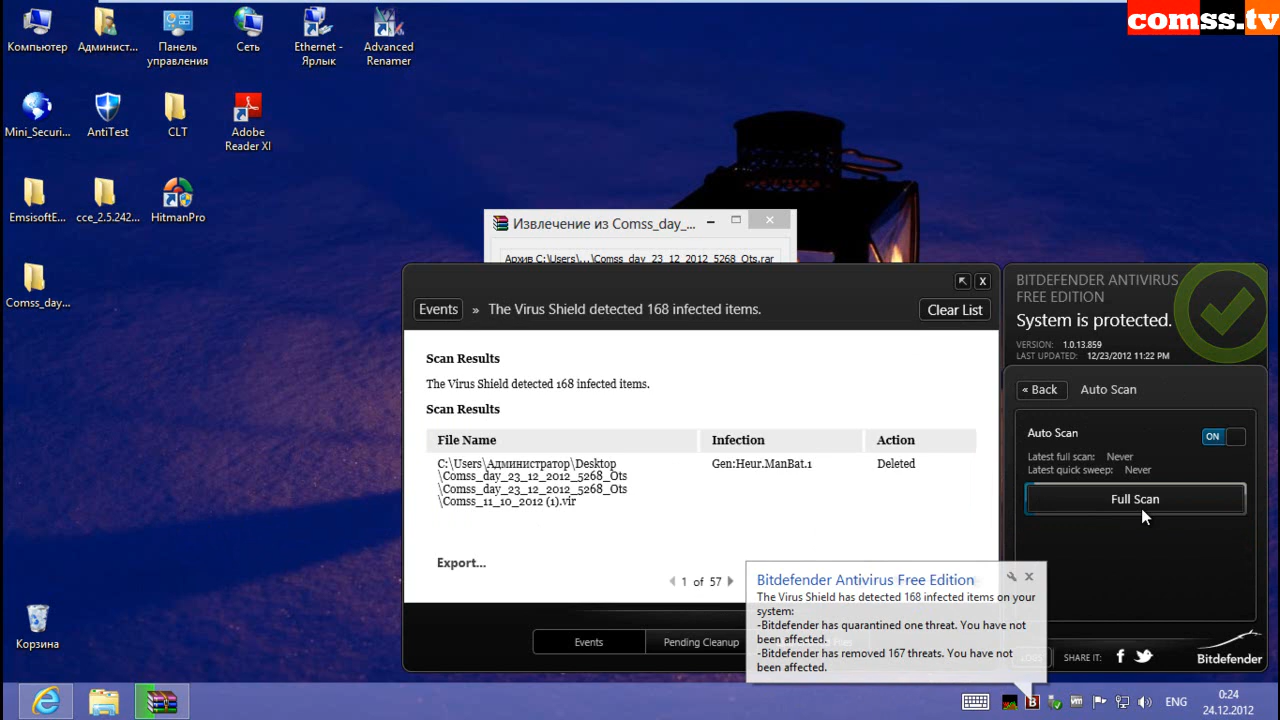 comss.tv
Компьютер
Админист...
Панель
управления
Сеть
Ethernet -
Ярлык
Advanced
Renamer
Mini_Securi...
AntiTest
CLT
Adobe
Reader XI
EmsisoftE...
cce_2.5.242...
HitmanPro
Comss_day...
Корзина
Извлечение из Comss_day_...
Архив C:\Users\...\Comss_day_23_12_2012_5268_Ots.rar
Events » The Virus Shield detected 168 infected items.
Clear List
Scan Results
The Virus Shield detected 168 infected items.
Scan Results
File Name Infection Action
C:\Users\Администратор\Desktop Gen:Heur.ManBat.1 Deleted
\Comss_day_23_12_2012_5268_Ots
\Comss_day_23_12_2012_5268_Ots
\Comss_11_10_2012 (1).vir
Export...
1 of 57
Events
Pending Cleanup
BITDEFENDER ANTIVIRUS
FREE EDITION
System is protected.
VERSION: 1.0.13.859
LAST UPDATED: 12/23/2012 11:22 PM
« Back Auto Scan
Auto Scan ON
Latest full scan: Never
Latest quick sweep: Never
Full Scan
SHARE IT:
Bitdefender
Bitdefender Antivirus Free Edition
The Virus Shield has detected 168 infected items on your
system:
-Bitdefender has quarantined one threat. You have not
been affected.
-Bitdefender has removed 167 threats. You have not
been affected.
B
ENG
0:24
24.12.2012